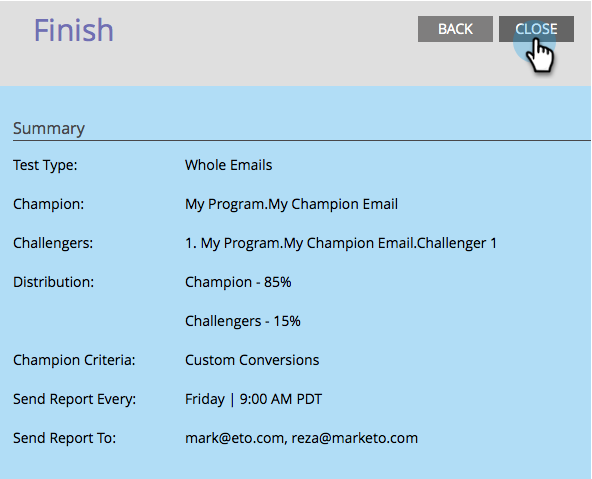 Finish
BACK
CLOSE
Summary
Test Type: Whole Emails
Champion: My Program.My Champion Email
Challengers: 1. My Program.My Champion Email.Challenger 1
Distribution: Champion - 85%
Challengers - 15%
Champion Criteria: Custom Conversions
Send Report Every: Friday | 9:00 AM PDT
Send Report To: mark@eto.com, reza@marketo.com